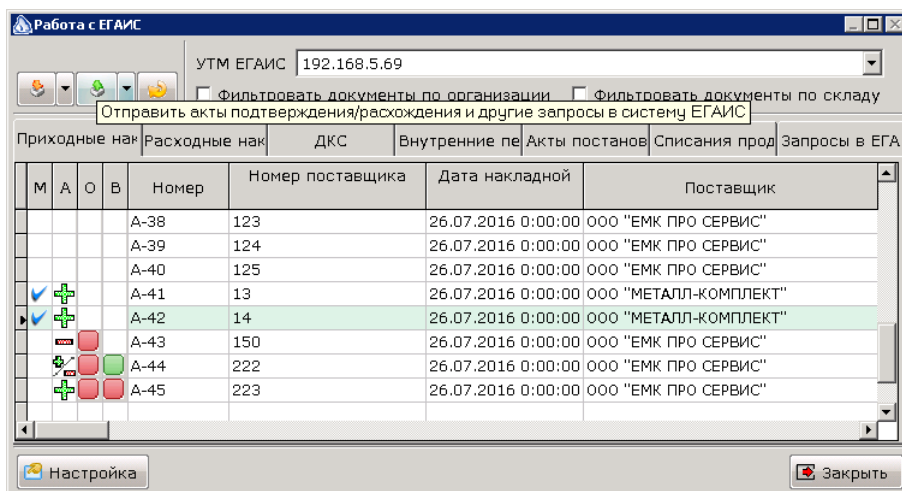 Работа с ЕГАИС
УТМ ЕГАИС 192.168.5.69
Фильтровать документы по организации Фильтровать документы по складу
Отправить акты подтверждения/расхождения и другие запросы в систему ЕГАИС
Приходные нак Расходные нак ДКС Внутренние пе Акты постанов Списания прод Запросы в ЕГА
М А О В Номер Номер поставщика Дата накладной Поставщик
А-38 123 26.07.2016 0:00:00 ООО "ЕМК ПРО СЕРВИС"
А-39 124 26.07.2016 0:00:00 ООО "ЕМК ПРО СЕРВИС"
А-40 125 26.07.2016 0:00:00 ООО "ЕМК ПРО СЕРВИС"
А-41 13 26.07.2016 0:00:00 ООО "МЕТАЛЛ-КОМПЛЕКТ"
А-42 14 26.07.2016 0:00:00 ООО "МЕТАЛЛ-КОМПЛЕКТ"
А-43 150 26.07.2016 0:00:00 ООО "ЕМК ПРО СЕРВИС"
А-44 222 26.07.2016 0:00:00 ООО "ЕМК ПРО СЕРВИС"
А-45 223 26.07.2016 0:00:00 ООО "ЕМК ПРО СЕРВИС"
Настройка Закрыть